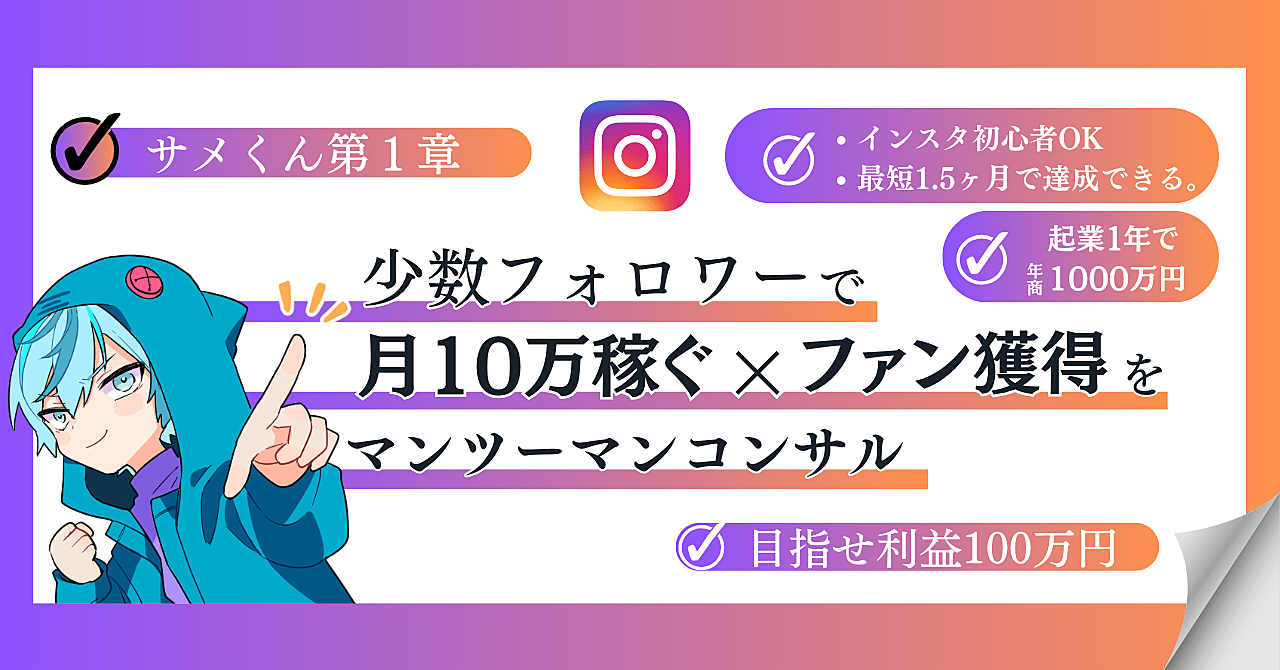 サメくん第１章
・インスタ初心者OK
・最短1.5ヶ月で達成できる。
起業1年で
年商1000万円
少数フォロワーで
月10万稼ぐ×ファン獲得を
マンツーマンコンサル
目指せ利益100万円